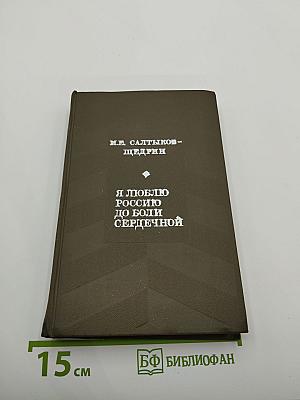 М.Е. САЛТЫКОВ-
ЩЕДРИН
Я ЛЮБЛЮ
РОССИЮ
ДО БОЛИ
СЕРДЕЧНОЙ
15 см
БФ БИБЛИОФАН